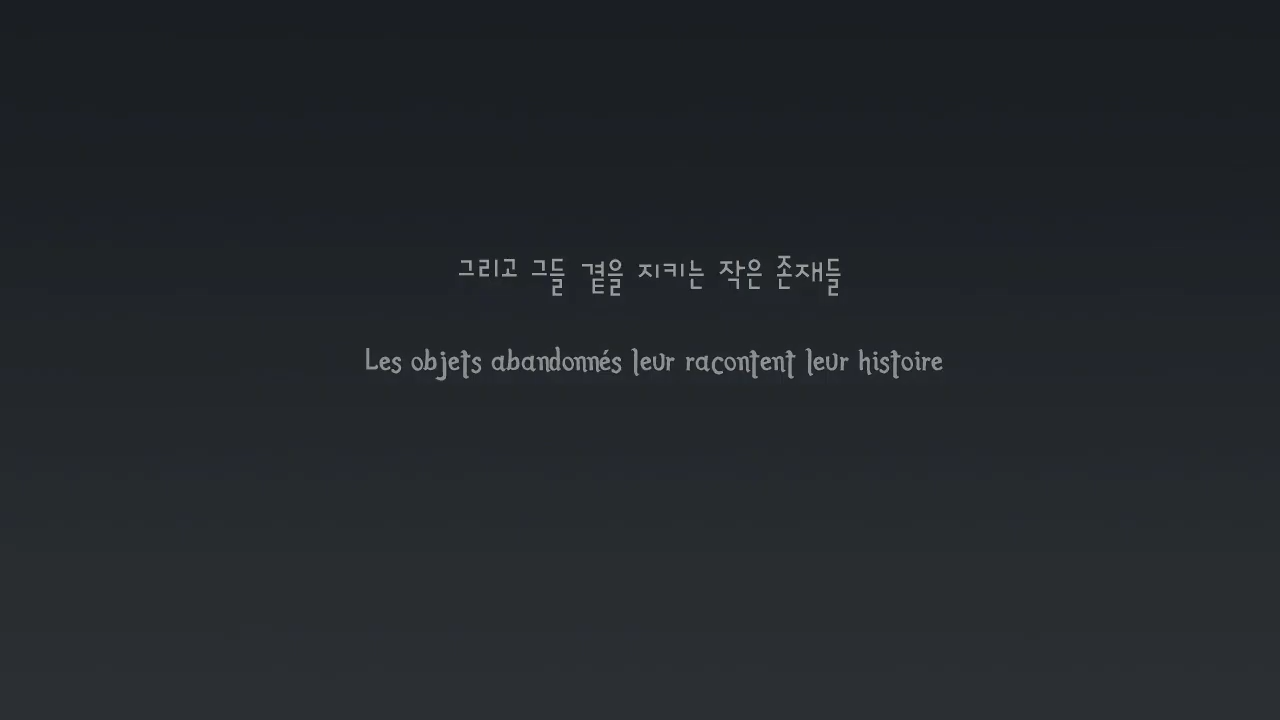 그리고 그들 곁을 지키는 작은 존재들
Les objets abandonnés leur racontent leur histoire